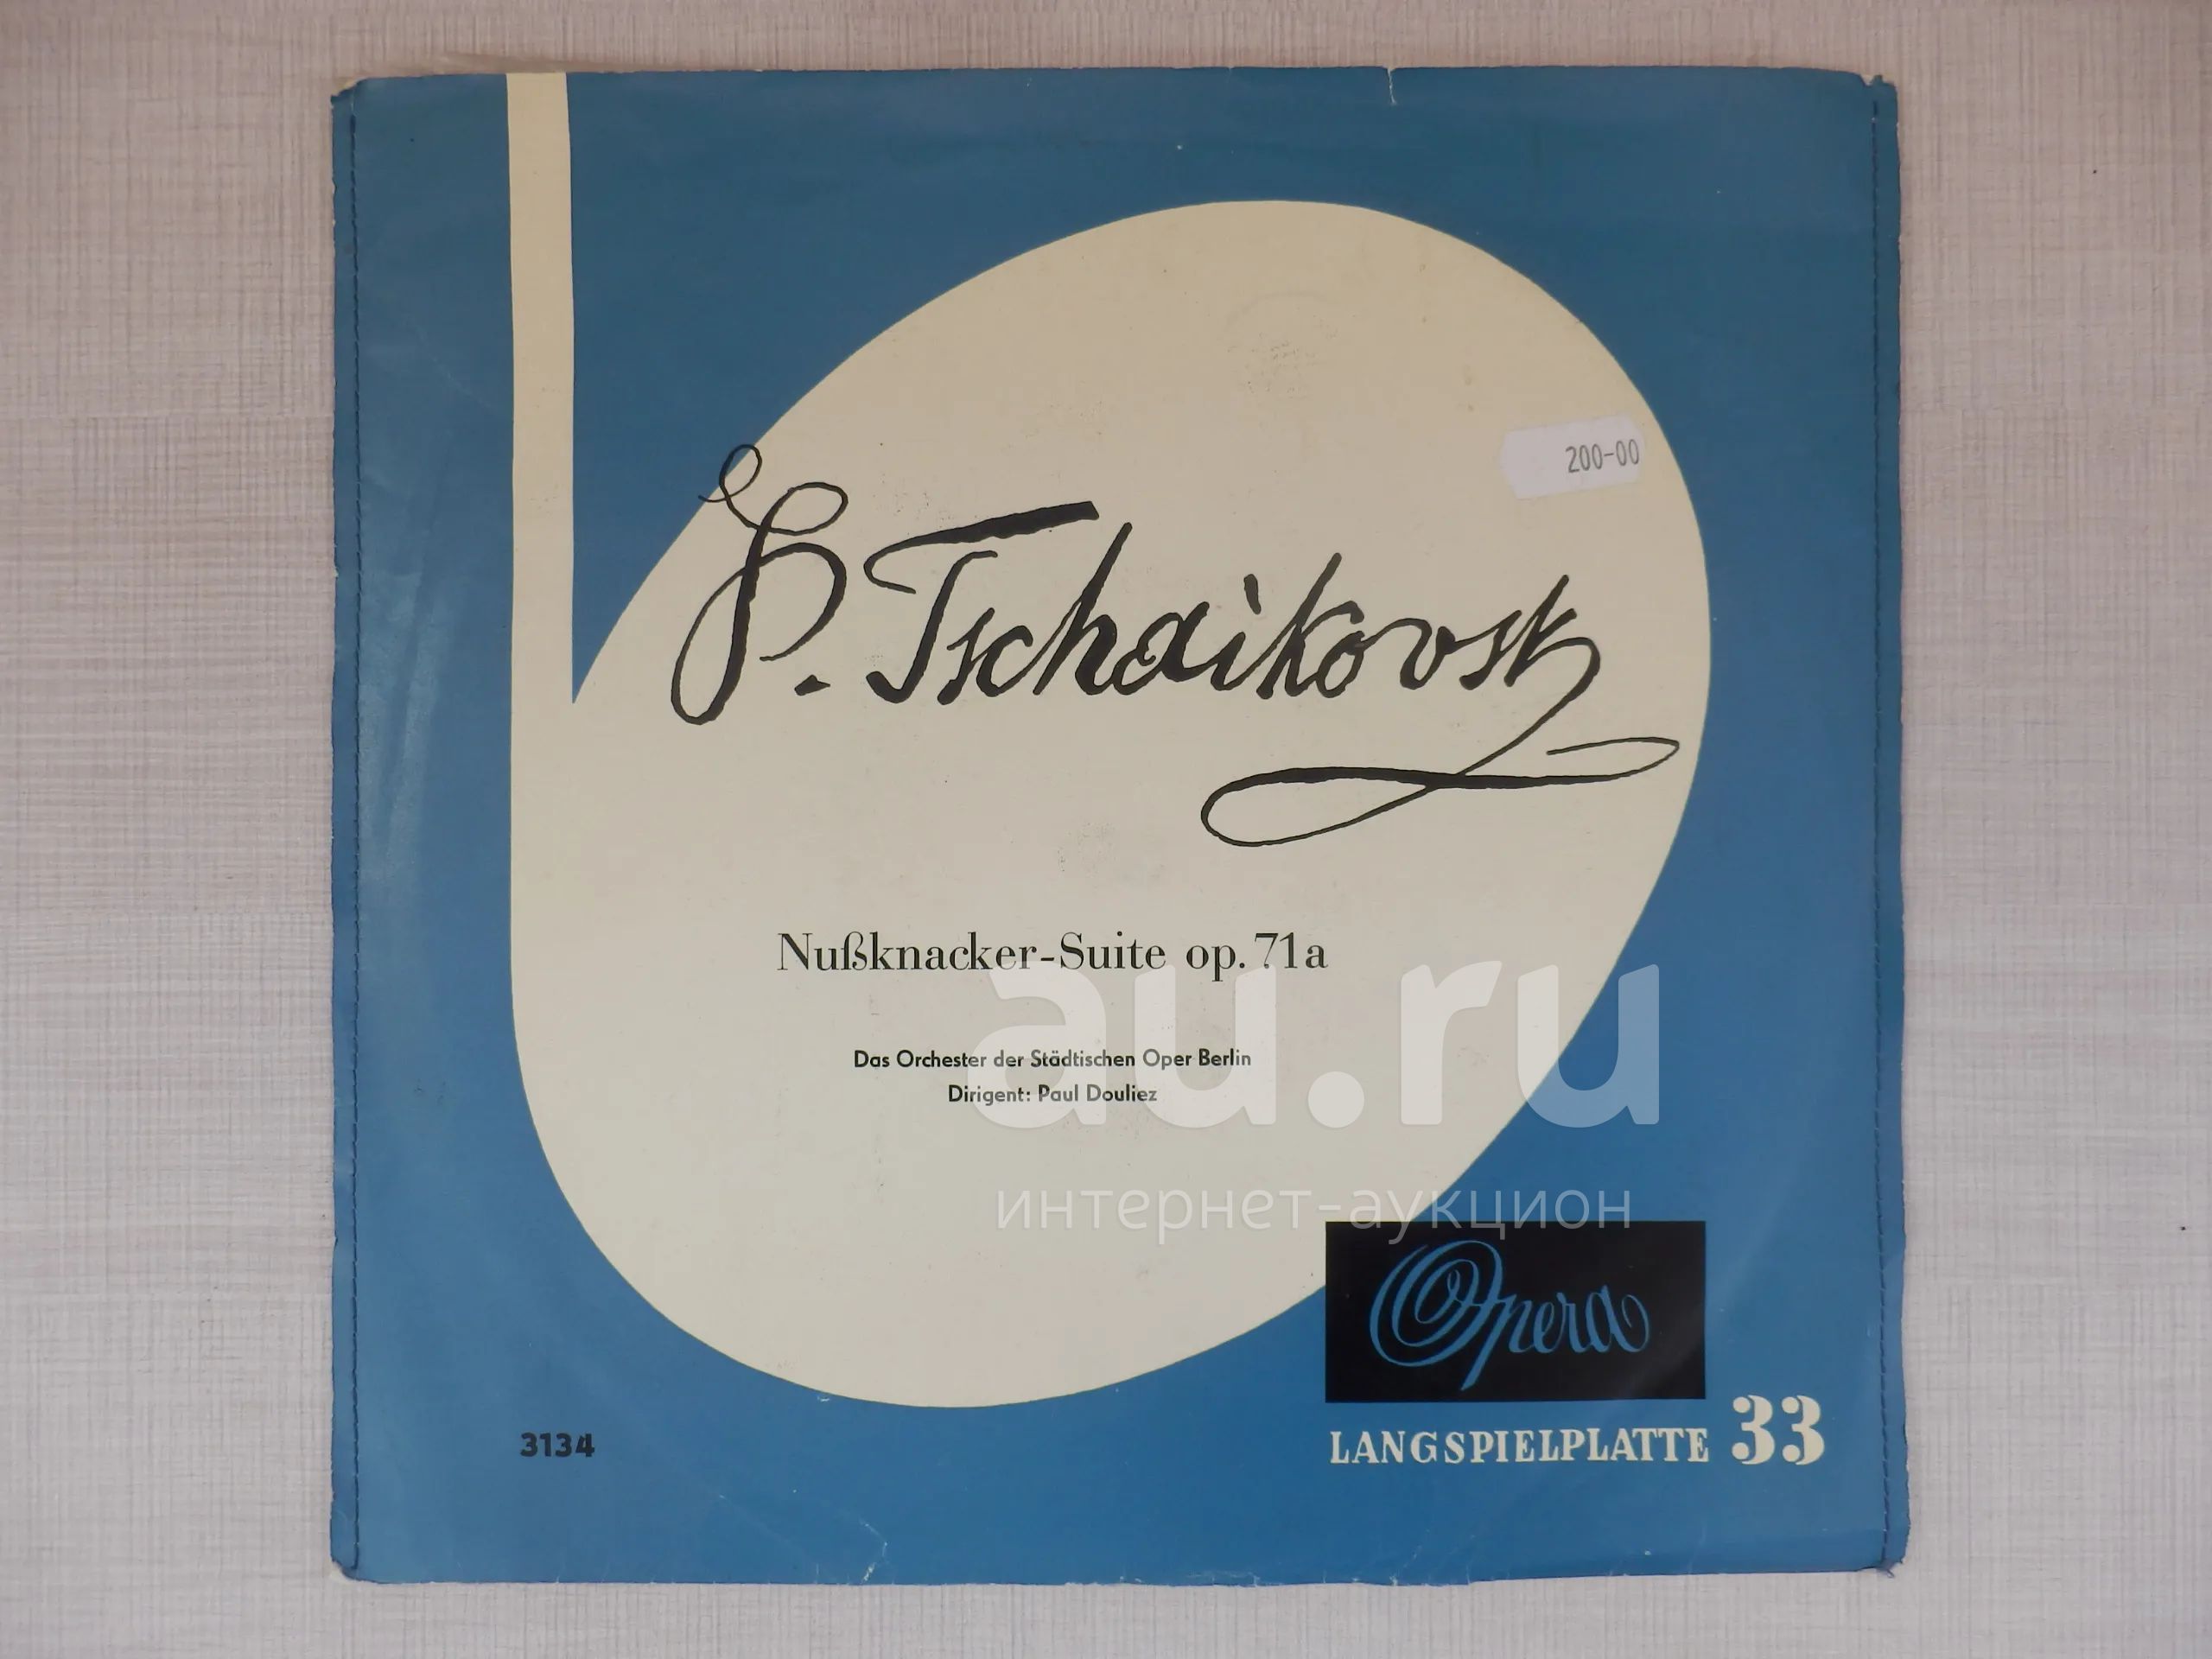 200-00
P. Tschaikovsky
Nußknacker-Suite op. 71a
Das Orchester der Städtischen Oper Berlin
Dirigent: Paul Douliez
au.ru
интернет-аукцион
Opera
3134
LANGSPIELPLATTE 33